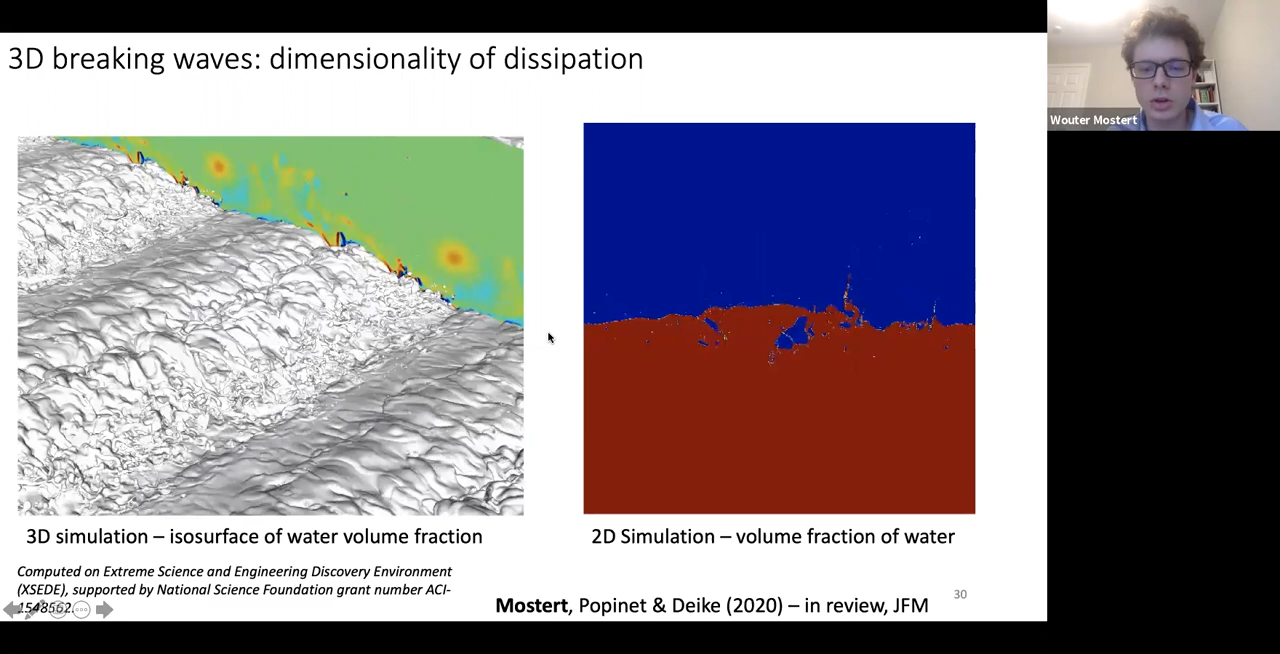 3D breaking waves: dimensionality of dissipation
Wouter Mostert
3D simulation – isosurface of water volume fraction
2D Simulation – volume fraction of water
Computed on Extreme Science and Engineering Discovery Environment
(XSEDE), supported by National Science Foundation grant number ACI-
1548562.
Mostert, Popinet & Deike (2020) – in review, JFM
30